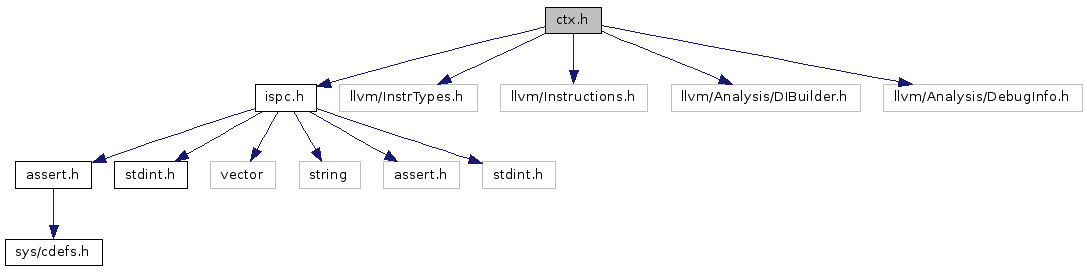 ctx.h
ispc.h
llvm/InstrTypes.h
llvm/Instructions.h
llvm/Analysis/DIBuilder.h
llvm/Analysis/DebugInfo.h
assert.h
stdint.h
vector
string
assert.h
stdint.h
sys/cdefs.h